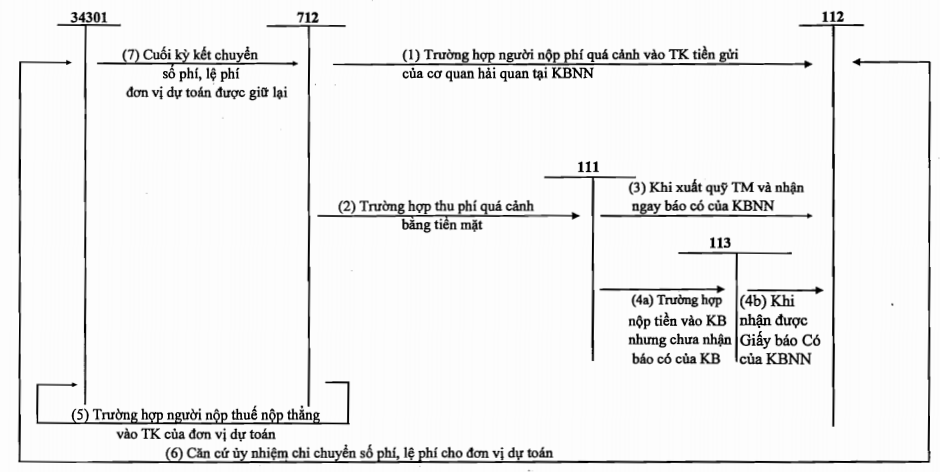 34301
712
112
(7) Cuối kỳ kết chuyển
số phí, lệ phí
đơn vị dự toán được giữ lại
(1) Trường hợp người nộp phí quá cảnh vào TK tiền gửi
của cơ quan hải quan tại KBNN
111
(2) Trường hợp thu phí quá cảnh
bằng tiền mặt
(3) Khi xuất quỹ TM và nhận
ngay báo có của KBNN
113
(4a) Trường hợp
nộp tiền vào KB
nhưng chưa nhận
báo có của KB
(4b) Khi
nhận được
Giấy báo Có
của KBNN
(5) Trường hợp người nộp thuế nộp thẳng
vào TK của đơn vị dự toán
(6) Căn cứ ủy nhiệm chi chuyển số phí, lệ phí cho đơn vị dự toán